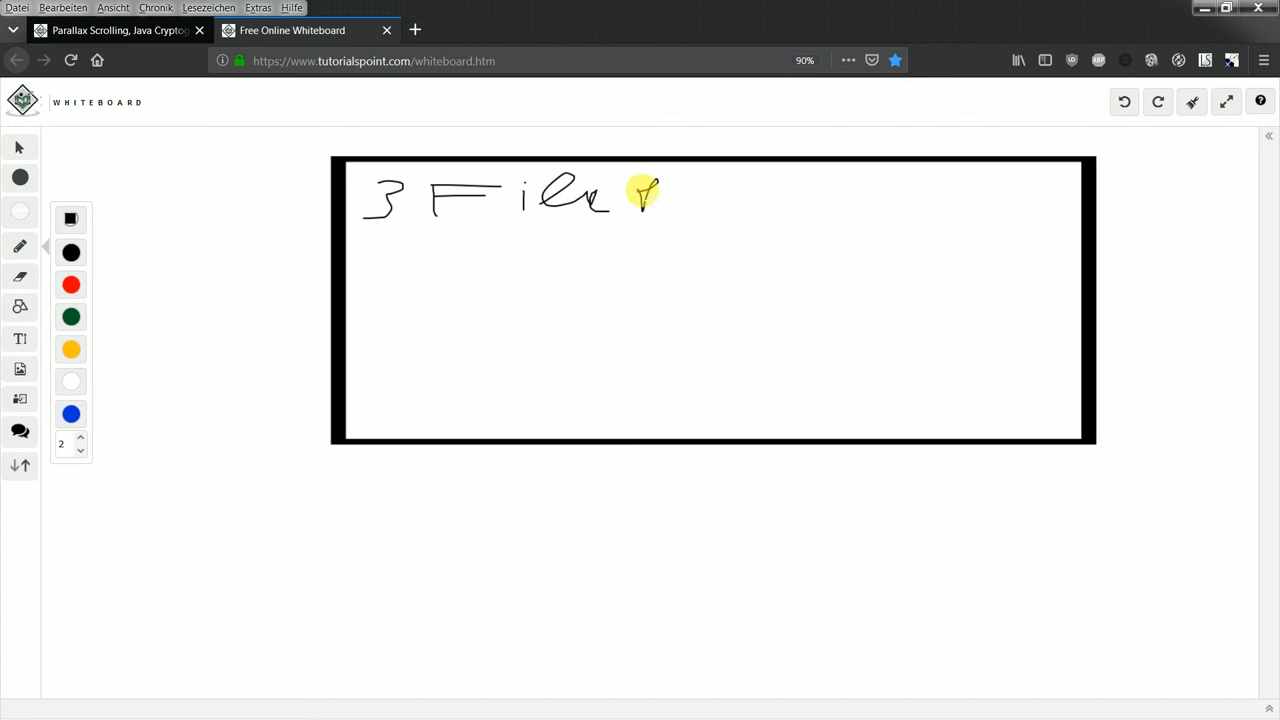 Datei Bearbeiten Ansicht Chronik Lesezeichen Extras Hilfe
Parallax Scrolling, Java Cryptog
Free Online Whiteboard
https://www.tutorialspoint.com/whiteboard.htm
90%
WHITEBOARD
3
2